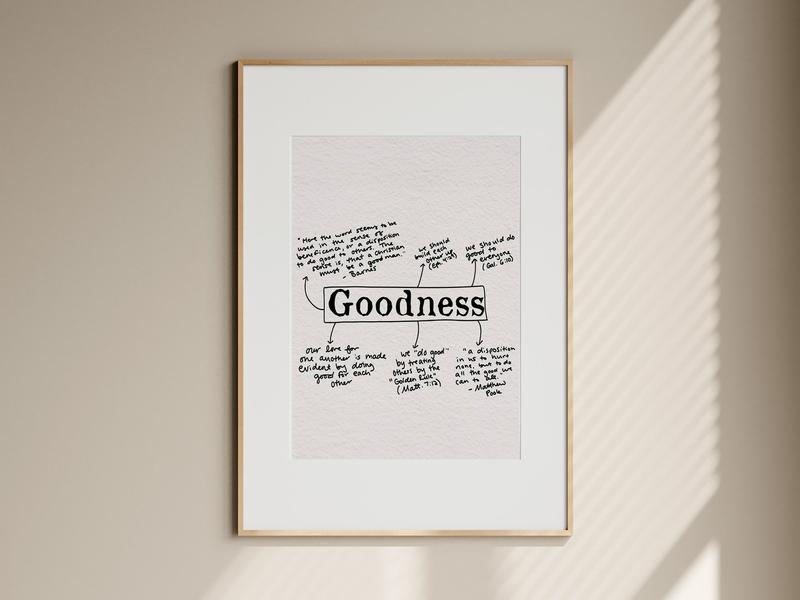 "Here the word seems to be
used in the sense of
beneficence, or a disposition
to do good to others. The
sense is, that a Christian
must be a good man."
- Barnes
we should
build each
other up
(Eph. 4:29)
we should do
good to
everyone
(Gal. 6:10)
Goodness
our love for
one another is made
evident by doing
good for each
other
we "do good"
by treating
others by the
"Golden Rule"
(Matt. 7:12)
"a disposition
in us to hurt
none, but to do
all the good we
can to all."
- Matthew
Poole